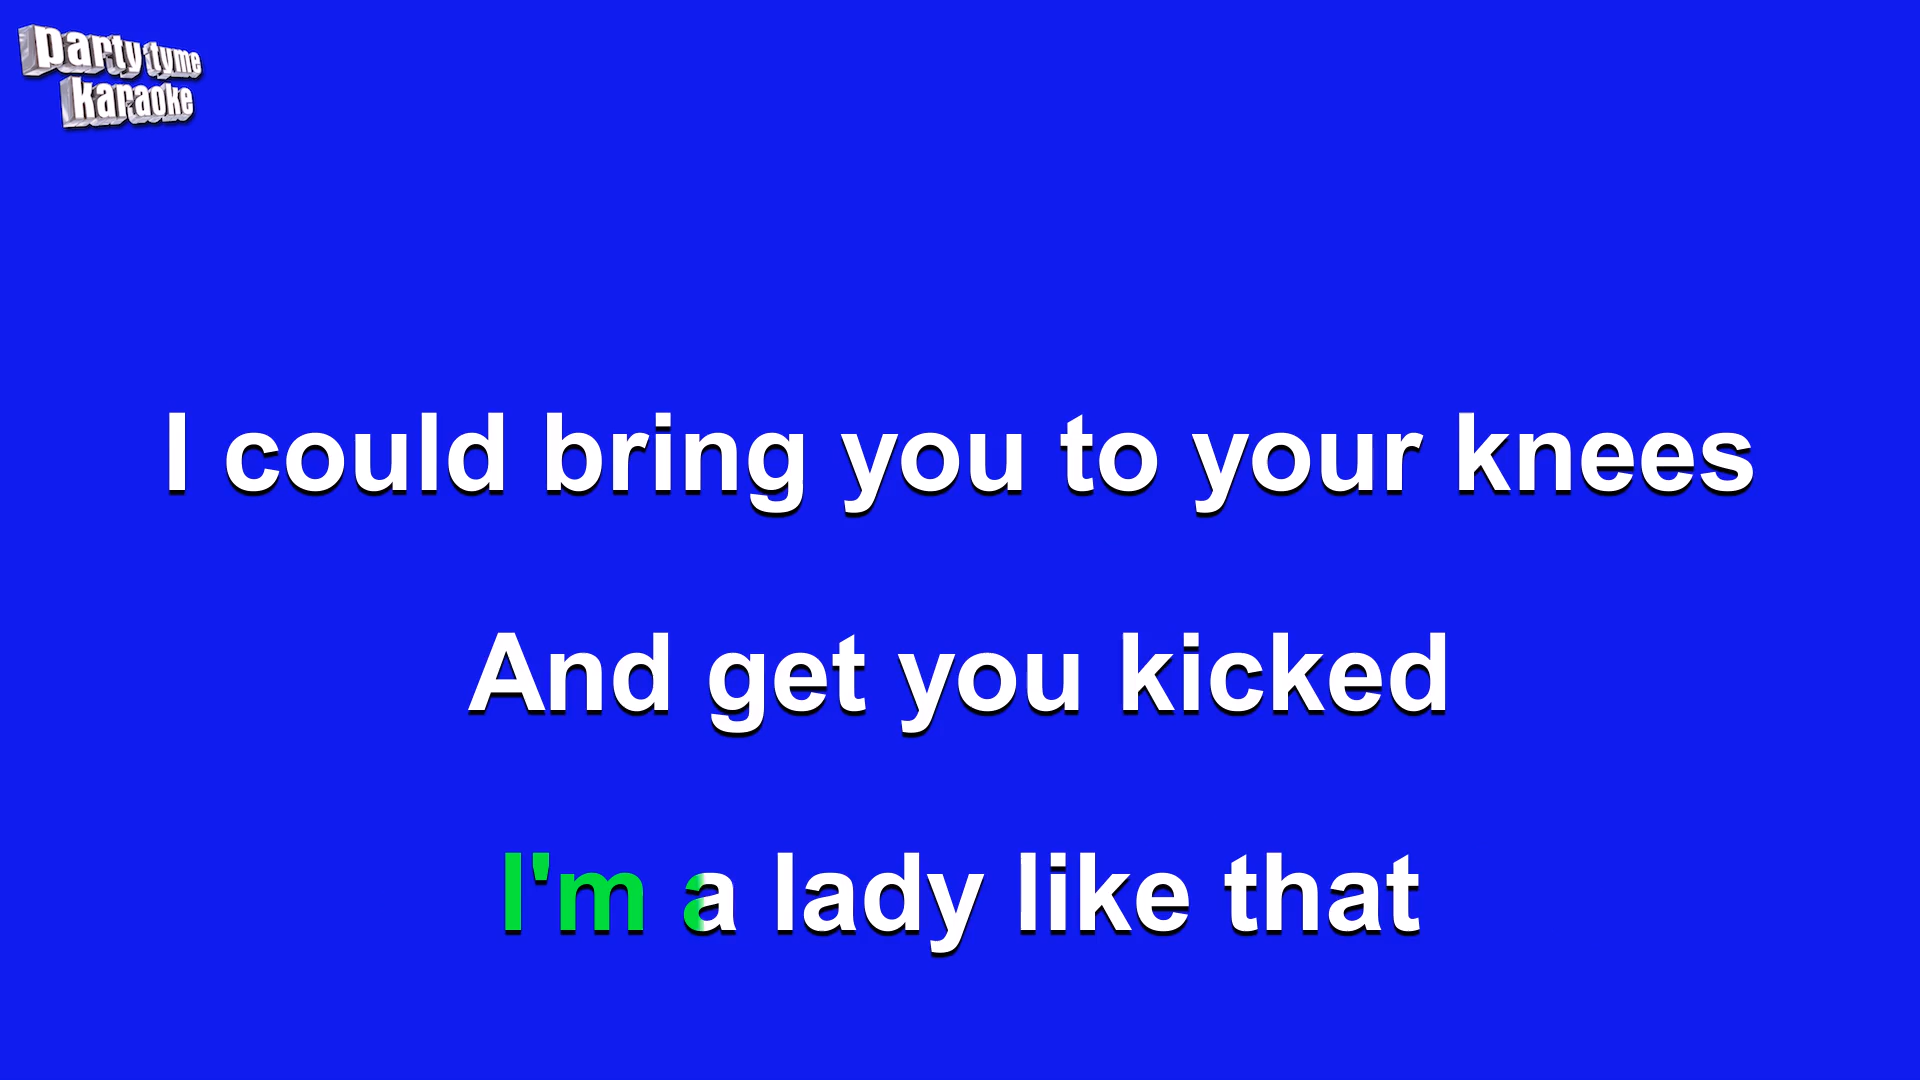 party tyme
karaoke
I could bring you to your knees
And get you kicked
I'm a lady like that